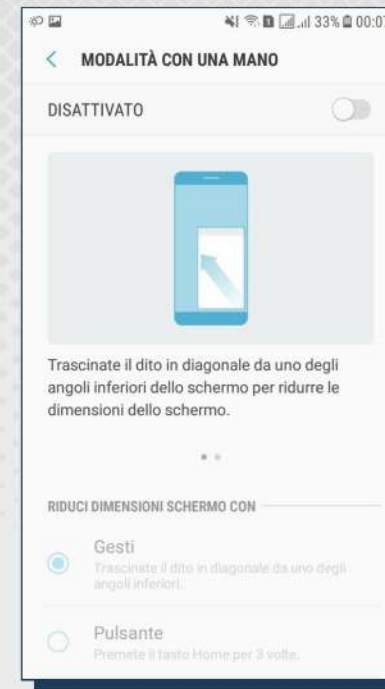 33% 00:07
MODALITÀ CON UNA MANO
DISATTIVATO
Trascinate il dito in diagonale da uno degli
angoli inferiori dello schermo per ridurre le
dimensioni dello schermo.
RIDUCI DIMENSIONI SCHERMO CON
Gesti
Trascinate il dito in diagonale da uno degli
angoli inferiori.
Pulsante
Premete il tasto Home per 3 volte.